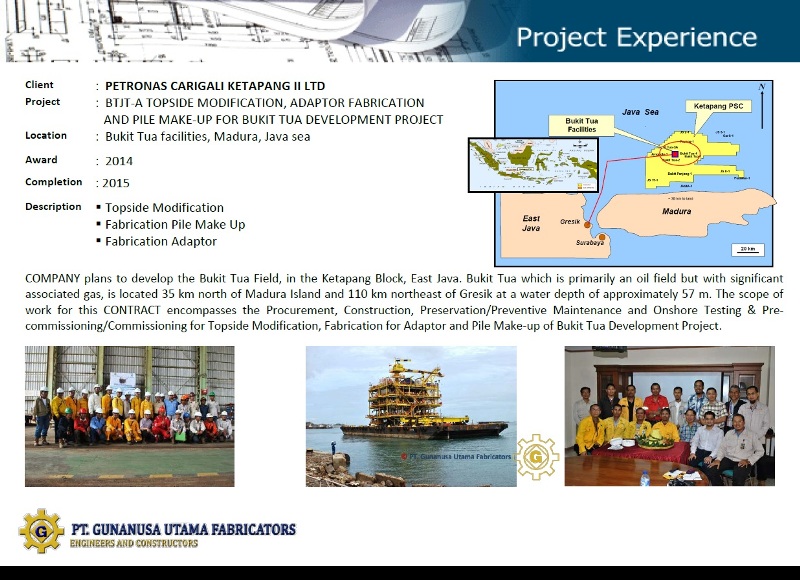 Project Experience
Client : PETRONAS CARIGALI KETAPANG II LTD
Project : BTJT-A TOPSIDE MODIFICATION, ADAPTOR FABRICATION
AND PILE MAKE-UP FOR BUKIT TUA DEVELOPMENT PROJECT
Location : Bukit Tua facilities, Madura, Java sea
Award : 2014
Completion : 2015
Description ▪ Topside Modification
▪ Fabrication Pile Make Up
▪ Fabrication Adaptor
N
Java Sea
Ketapang PSC
Bukit Tua
Facilities
East
Java
Gresik
Madura
Surabaya
20 km
COMPANY plans to develop the Bukit Tua Field, in the Ketapang Block, East Java. Bukit Tua which is primarily an oil field but with significant
associated gas, is located 35 km north of Madura Island and 110 km northeast of Gresik at a water depth of approximately 57 m. The scope of
work for this CONTRACT encompasses the Procurement, Construction, Preservation/Preventive Maintenance and Onshore Testing & Pre-
commissioning/Commissioning for Topside Modification, Fabrication for Adaptor and Pile Make-up of Bukit Tua Development Project.
© PT. Gunanusa Utama Fabricators
G
G
PT. GUNANUSA UTAMA FABRICATORS
ENGINEERS AND CONSTRUCTORS